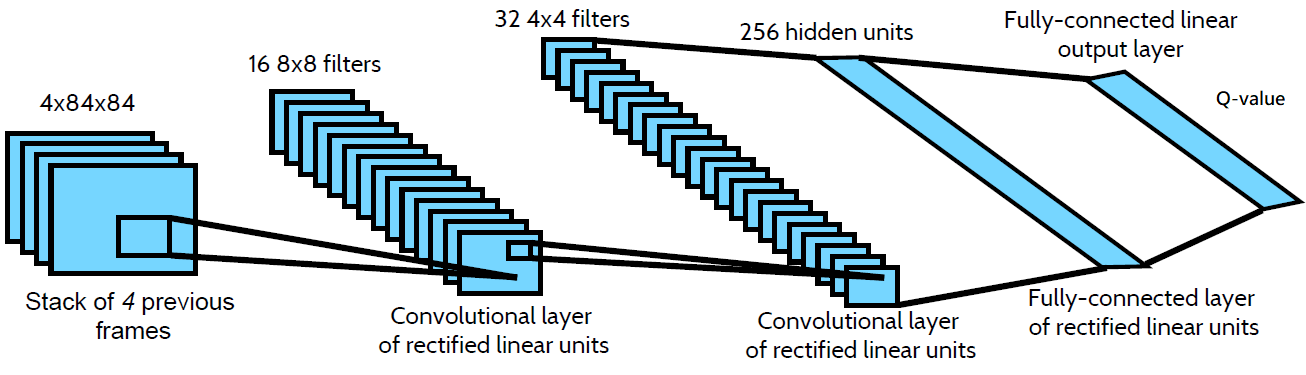 4x84x84
Stack of 4 previous
frames
16 8x8 filters
Convolutional layer
of rectified linear units
32 4x4 filters
Convolutional layer
of rectified linear units
256 hidden units
Fully-connected layer
of rectified linear units
Fully-connected linear
output layer
Q-value